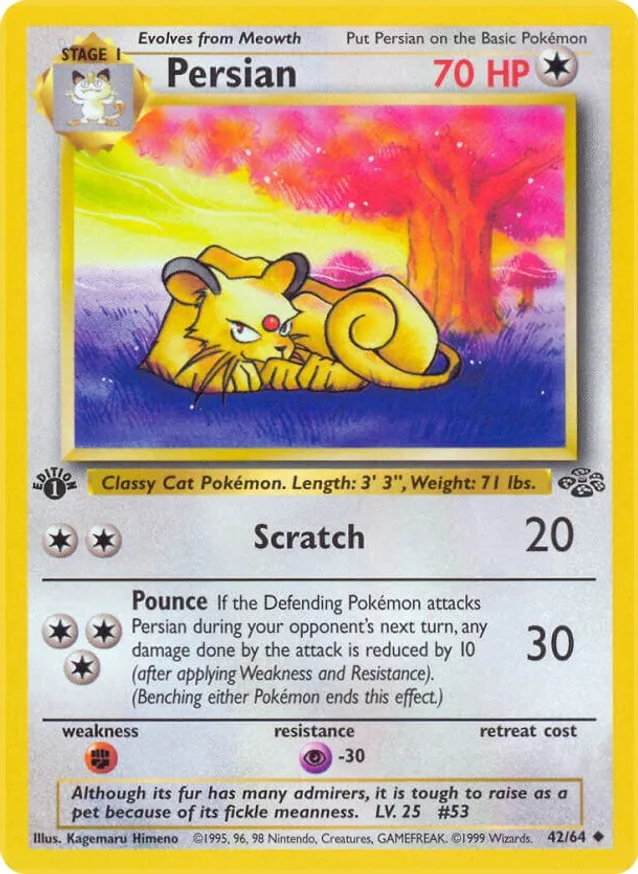 Evolves from Meowth Put Persian on the Basic Pokémon
STAGE 1
Persian 70 HP
EDITION 1
Classy Cat Pokémon. Length: 3' 3", Weight: 71 lbs.
Scratch 20
Pounce If the Defending Pokémon attacks
Persian during your opponent's next turn, any
damage done by the attack is reduced by 10
(after applying Weakness and Resistance).
(Benching either Pokémon ends this effect.)
30
weakness resistance retreat cost
-30
Although its fur has many admirers, it is tough to raise as a
pet because of its fickle meanness. LV. 25 #53
Illus. Kagemaru Himeno ©1995, 96, 98 Nintendo, Creatures, GAMEFREAK. ©1999 Wizards. 42/64